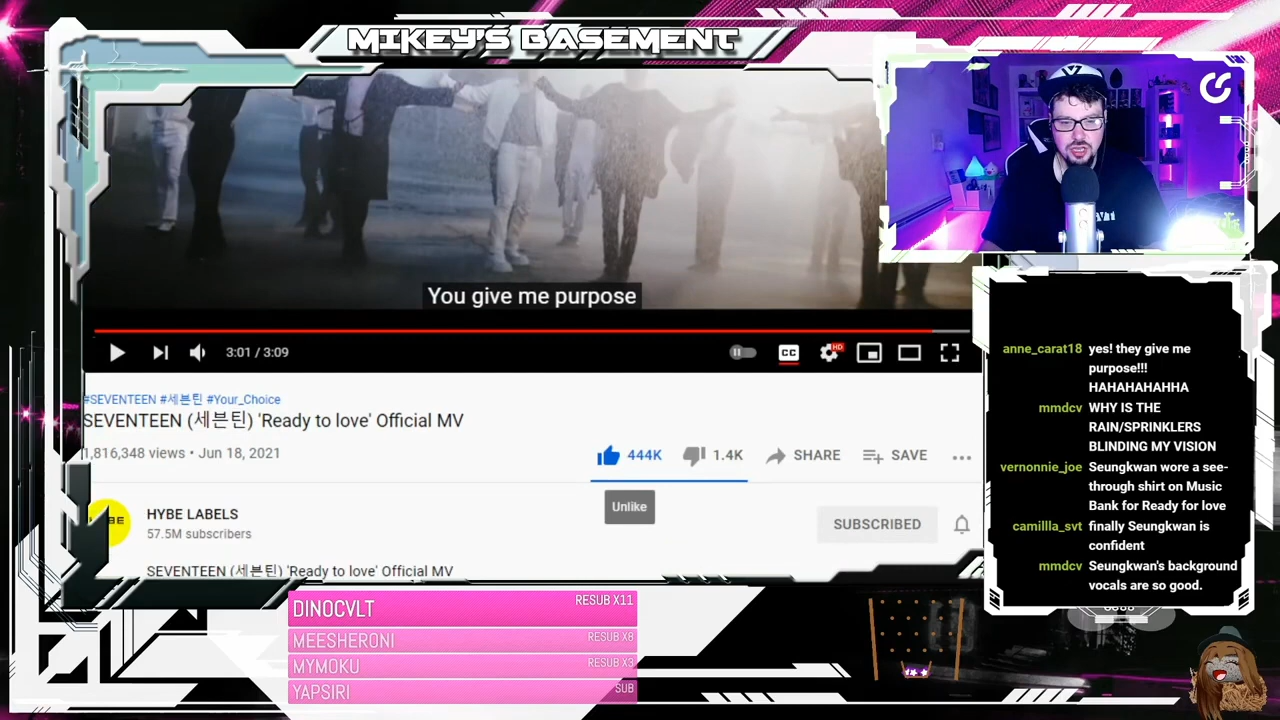 MIKEY'S BASEMENT
You give me purpose
3:01 / 3:09
CC
HD
#SEVENTEEN #세븐틴 #Your_Choice
SEVENTEEN (세븐틴) 'Ready to love' Official MV
1,816,348 views • Jun 18, 2021
444K
1.4K
SHARE
SAVE
Unlike
HYBE LABELS
57.5M subscribers
SUBSCRIBED
SEVENTEEN (세븐틴) 'Ready to love' Official MV
anne_carat18 yes! they give me
purpose!!!
HAHAHAHAHHA
mmdcv WHY IS THE
RAIN/SPRINKLERS
BLINDING MY VISION
vernonnie_joe Seungkwan wore a see-
through shirt on Music
Bank for Ready for love
camillla_svt finally Seungkwan is
confident
mmdcv Seungkwan's background
vocals are so good.
DINOCVLT RESUB X11
MEESHERONI RESUB X8
MYMOKU RESUB X3
YAPSIRI SUB